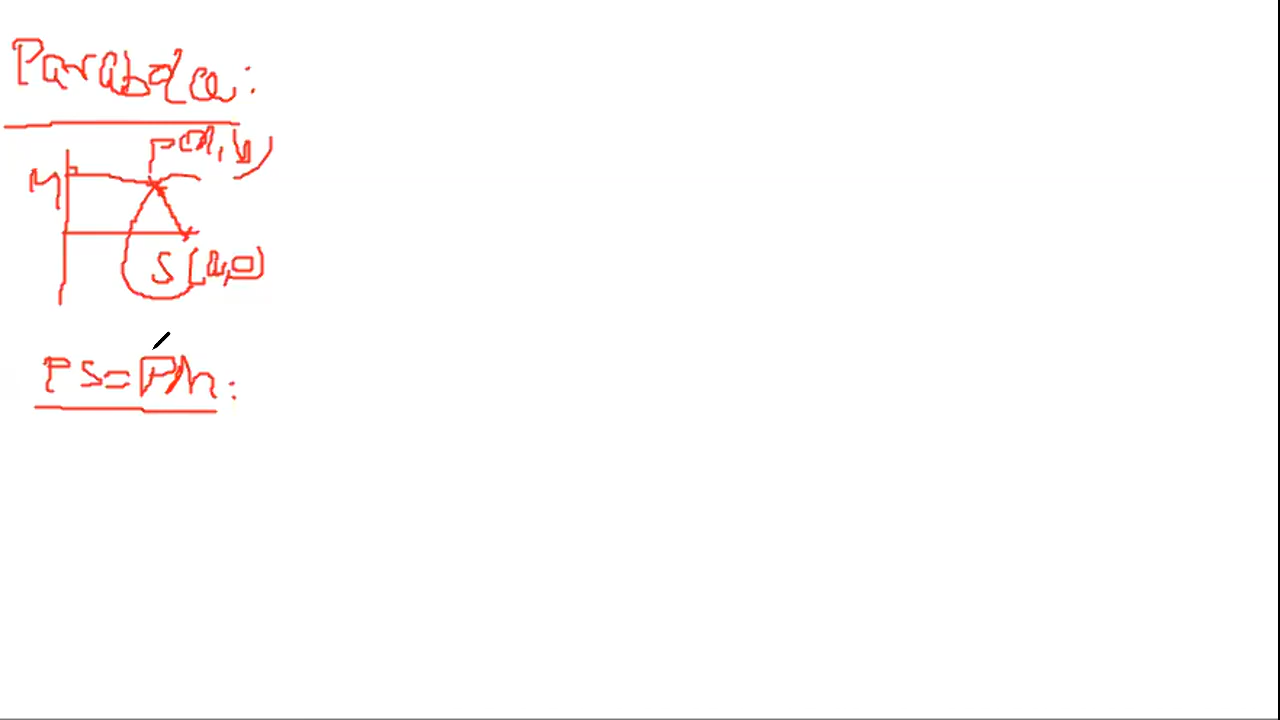 Parabola:
P(x, y)
M
S(a,0)
PS=PM: